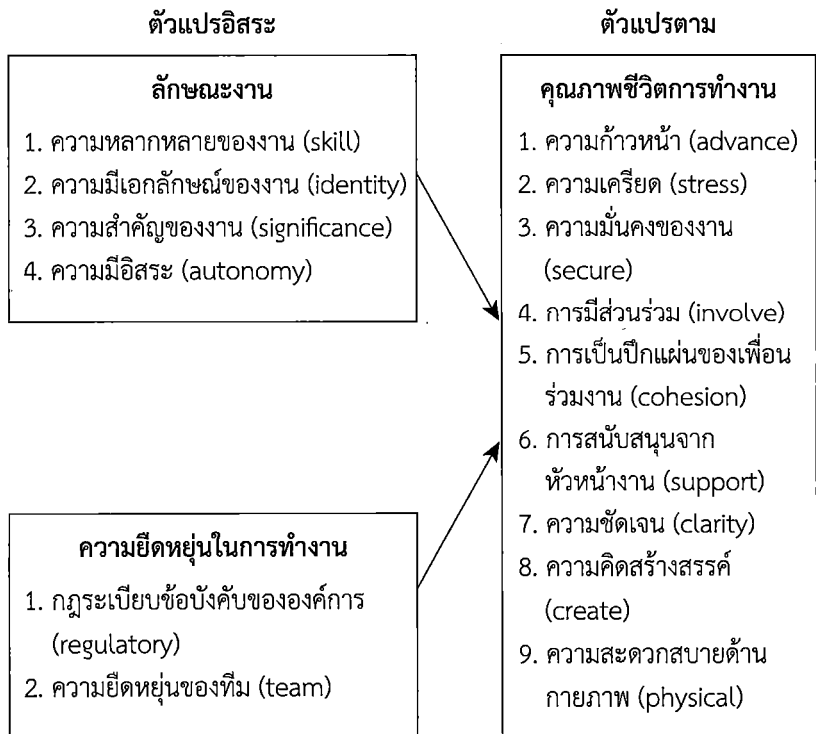 ตัวแปรอิสระ
ลักษณะงาน
1. ความหลากหลายของงาน (skill)
2. ความมีเอกลักษณ์ของงาน (identity)
3. ความสำคัญของงาน (significance)
4. ความมีอิสระ (autonomy)
ความยืดหยุ่นในการทำงาน
1. กฎระเบียบข้อบังคับขององค์การ
(regulatory)
2. ความยืดหยุ่นของทีม (team)
ตัวแปรตาม
คุณภาพชีวิตการทำงาน
1. ความก้าวหน้า (advance)
2. ความเครียด (stress)
3. ความมั่นคงของงาน
(secure)
4. การมีส่วนร่วม (involve)
5. การเป็นปึกแผ่นของเพื่อน
ร่วมงาน (cohesion)
6. การสนับสนุนจาก
หัวหน้างาน (support)
7. ความชัดเจน (clarity)
8. ความคิดสร้างสรรค์
(create)
9. ความสะดวกสบายด้าน
กายภาพ (physical)